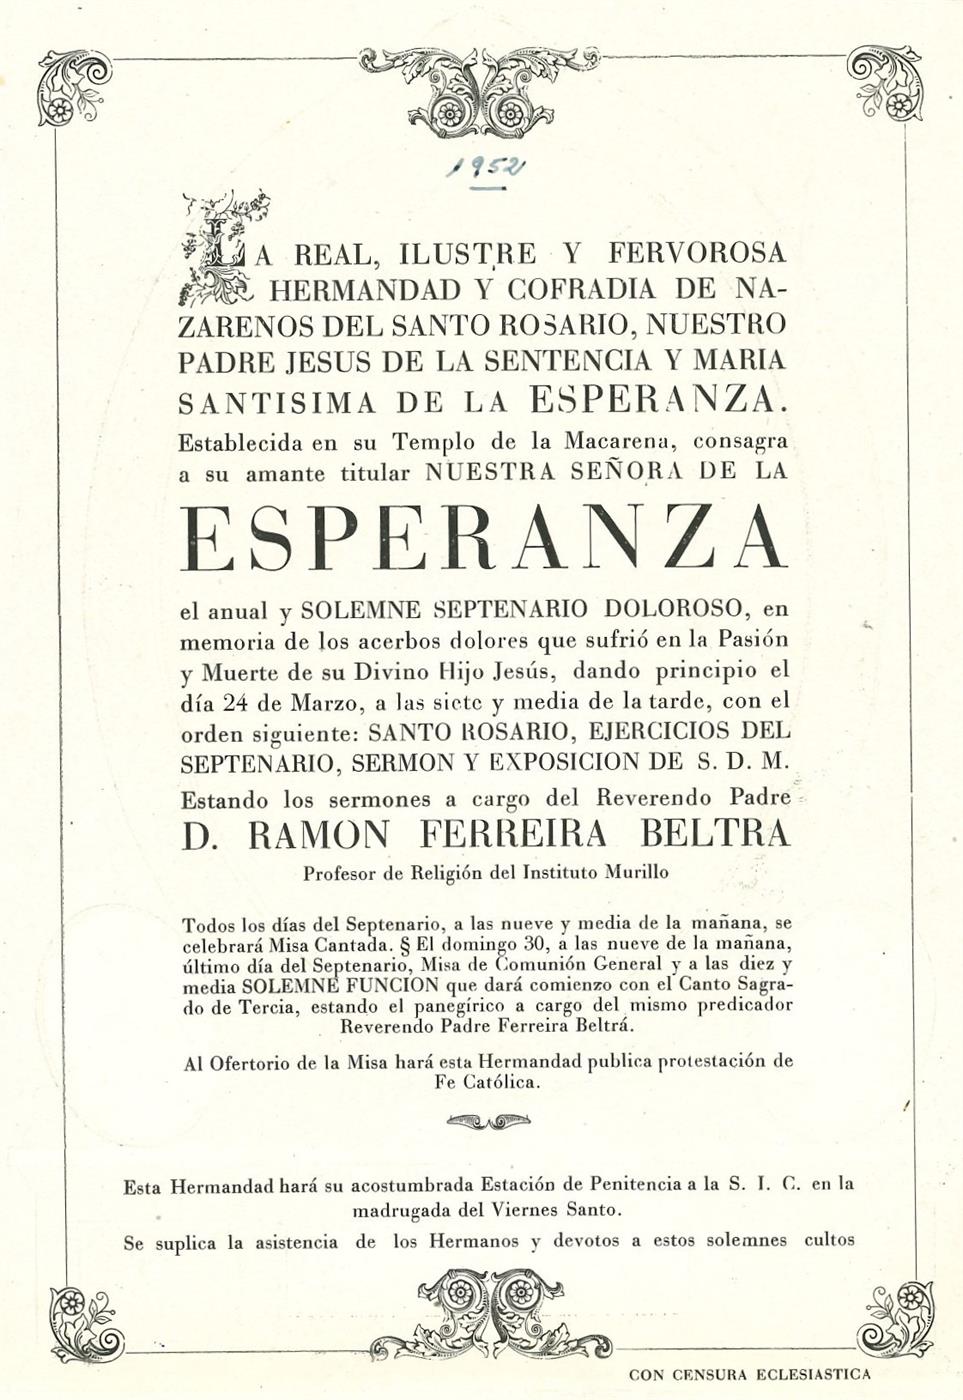 1952
LA REAL, ILUSTRE Y FERVOROSA
HERMANDAD Y COFRADIA DE NA-
ZARENOS DEL SANTO ROSARIO, NUESTRO
PADRE JESUS DE LA SENTENCIA Y MARIA
SANTISIMA DE LA ESPERANZA.
Establecida en su Templo de la Macarena, consagra
a su amante titular NUESTRA SEÑORA DE LA
ESPERANZA
el anual y SOLEMNE SEPTENARIO DOLOROSO, en
memoria de los acerbos dolores que sufrió en la Pasión
y Muerte de su Divino Hijo Jesús, dando principio el
día 24 de Marzo, a las siete y media de la tarde, con el
orden siguiente: SANTO ROSARIO, EJERCICIOS DEL
SEPTENARIO, SERMON Y EXPOSICION DE S. D. M.
Estando los sermones a cargo del Reverendo Padre
D. RAMON FERREIRA BELTRA
Profesor de Religión del Instituto Murillo
Todos los días del Septenario, a las nueve y media de la mañana, se
celebrará Misa Cantada. § El domingo 30, a las nueve de la mañana,
último día del Septenario, Misa de Comunión General y a las diez y
media SOLEMNE FUNCION que dará comienzo con el Canto Sagra-
do de Tercia, estando el panegírico a cargo del mismo predicador
Reverendo Padre Ferreira Beltrá.
Al Ofertorio de la Misa hará esta Hermandad publica protestación de
Fe Católica.
Esta Hermandad hará su acostumbrada Estación de Penitencia a la S. I. C. en la
madrugada del Viernes Santo.
Se suplica la asistencia de los Hermanos y devotos a estos solemnes cultos
CON CENSURA ECLESIASTICA